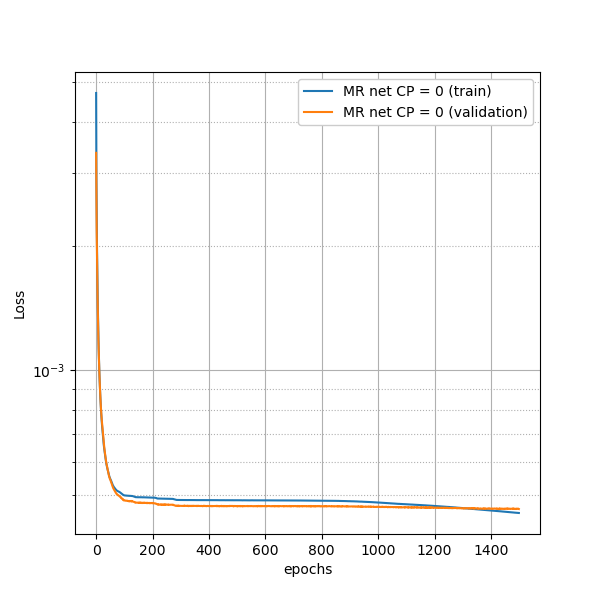 MR net CP = 0 (train)
MR net CP = 0 (validation)
Loss
10⁻³
0 200 400 600 800 1000 1200 1400
epochs